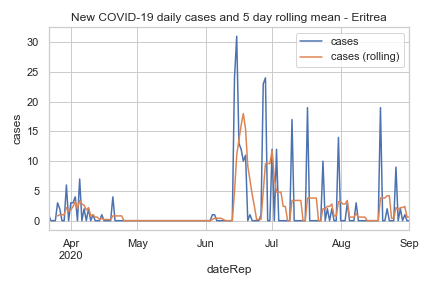 New COVID-19 daily cases and 5 day rolling mean - Eritrea
cases
cases (rolling)
30
25
20
15
10
5
0
cases
Apr
2020
May
Jun
Jul
Aug
Sep
dateRep